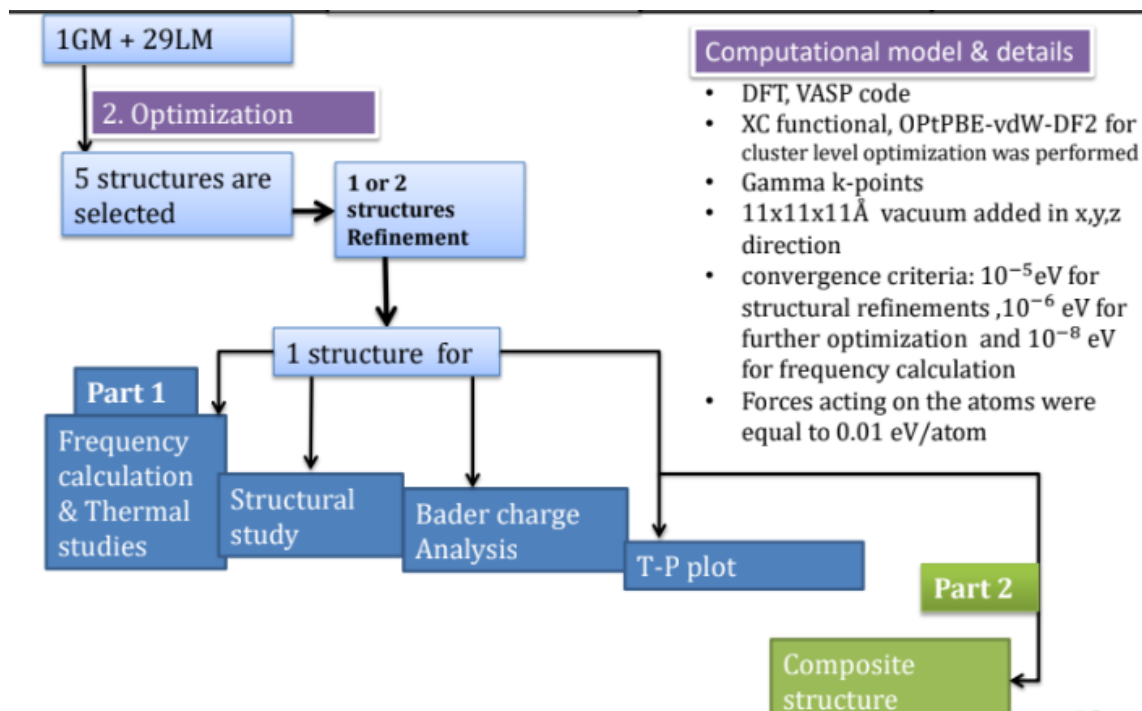 1GM + 29LM
2. Optimization
5 structures are
selected
1 or 2
structures
Refinement
1 structure for
Part 1
Frequency
calculation
& Thermal
studies
Structural
study
Bader charge
Analysis
T-P plot
Part 2
Composite
structure
Computational model & details
• DFT, VASP code
• XC functional, OPtPBE-vdW-DF2 for
cluster level optimization was performed
• Gamma k-points
• 11x11x11Å vacuum added in x,y,z
direction
• convergence criteria: 10⁻⁵eV for
structural refinements ,10⁻⁶ eV for
further optimization and 10⁻⁸ eV
for frequency calculation
• Forces acting on the atoms were
equal to 0.01 eV/atom